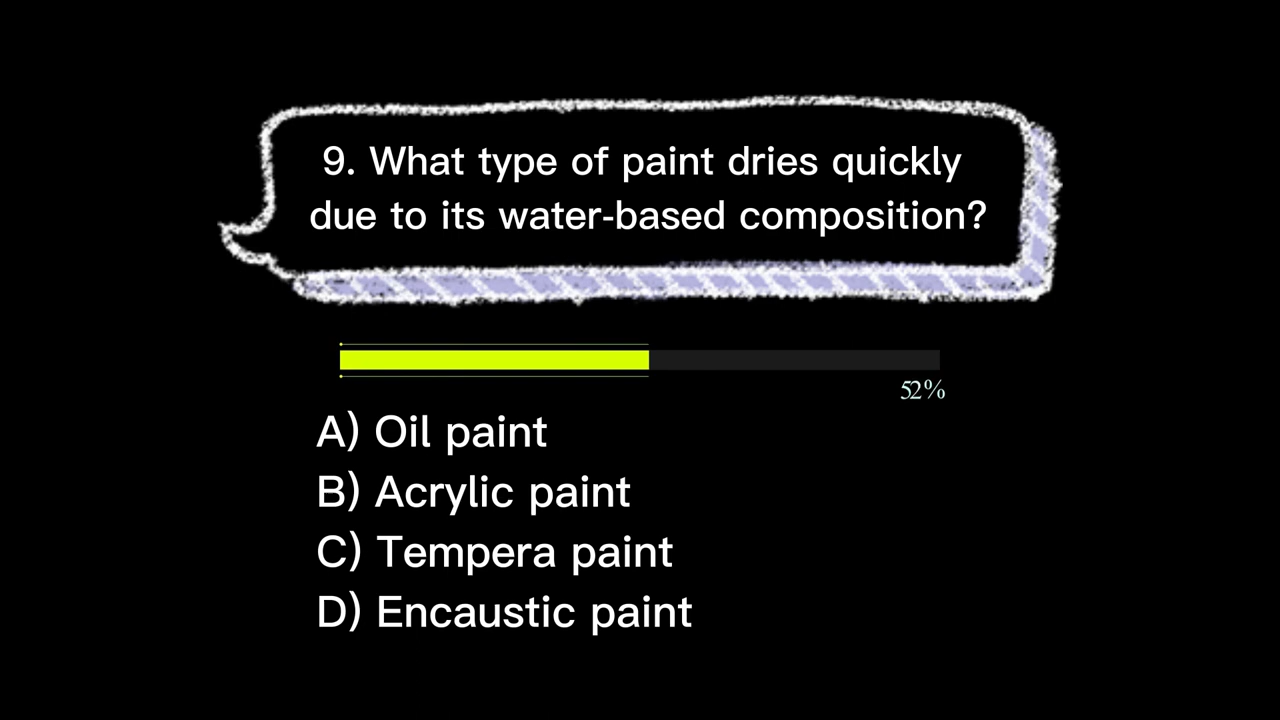 9. What type of paint dries quickly
due to its water-based composition?
52%
A) Oil paint
B) Acrylic paint
C) Tempera paint
D) Encaustic paint